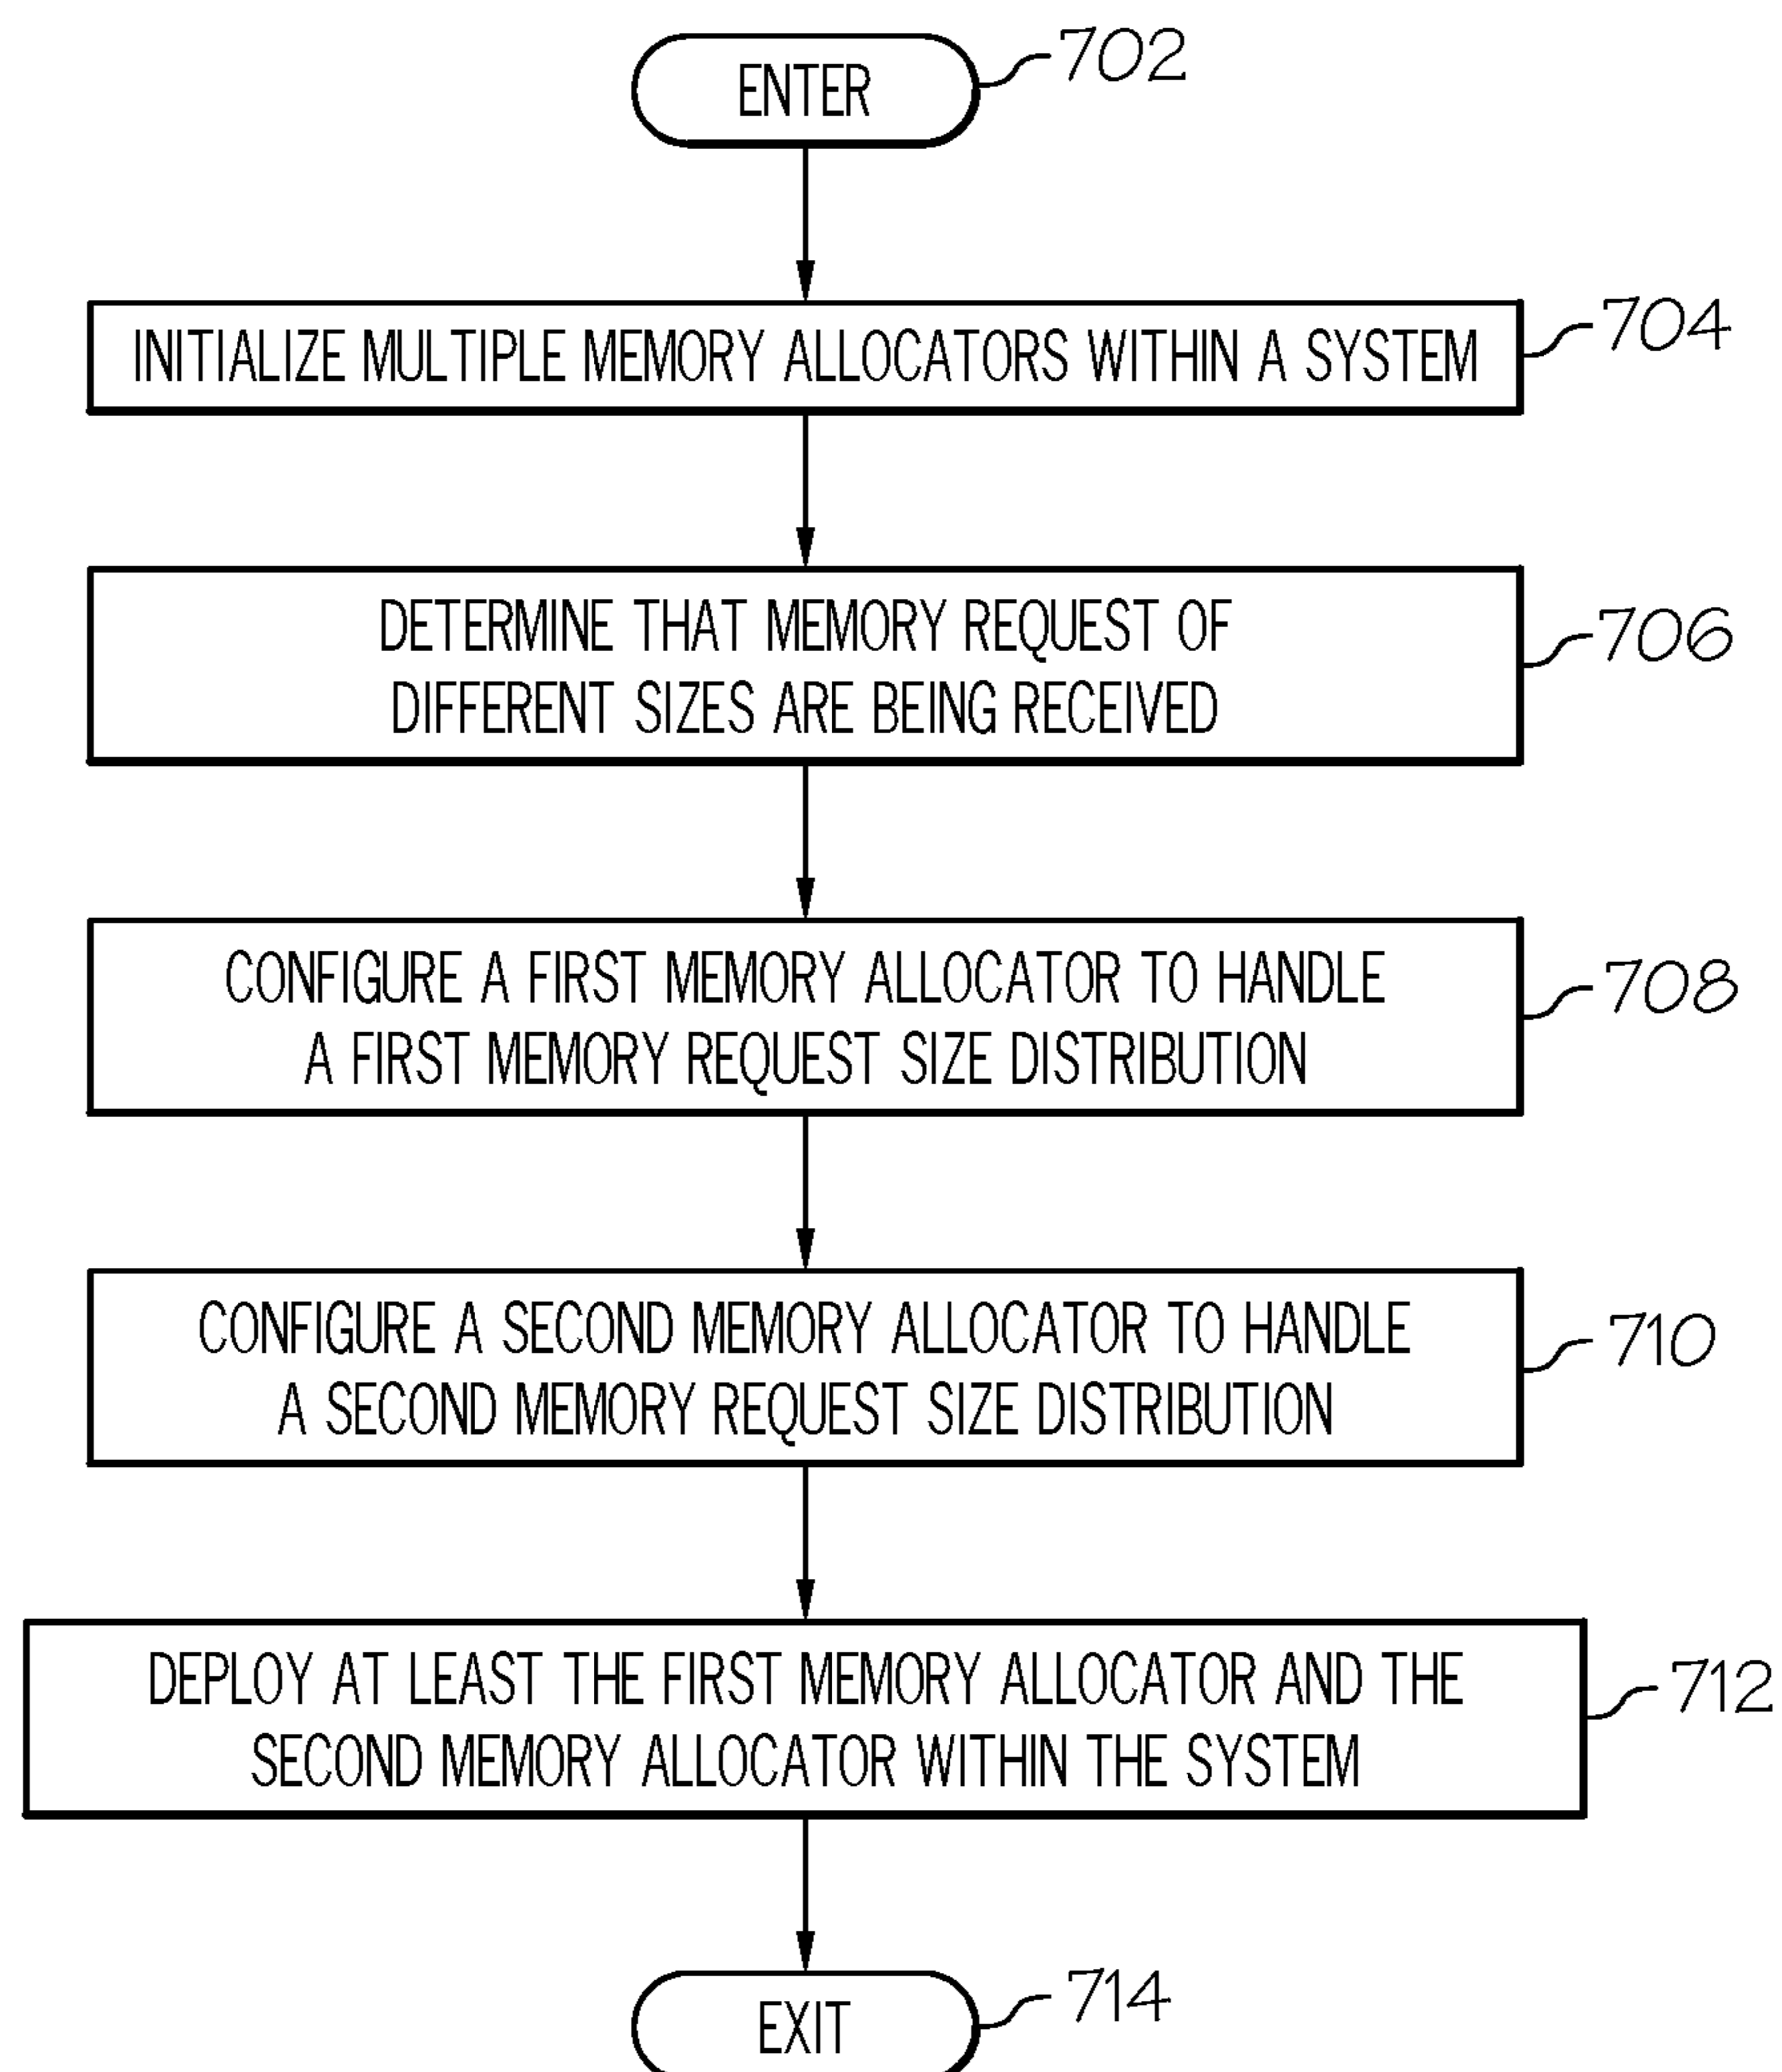 ENTER
702
INITIALIZE MULTIPLE MEMORY ALLOCATORS WITHIN A SYSTEM
704
DETERMINE THAT MEMORY REQUEST OF
DIFFERENT SIZES ARE BEING RECEIVED
706
CONFIGURE A FIRST MEMORY ALLOCATOR TO HANDLE
A FIRST MEMORY REQUEST SIZE DISTRIBUTION
708
CONFIGURE A SECOND MEMORY ALLOCATOR TO HANDLE
A SECOND MEMORY REQUEST SIZE DISTRIBUTION
710
DEPLOY AT LEAST THE FIRST MEMORY ALLOCATOR AND THE
SECOND MEMORY ALLOCATOR WITHIN THE SYSTEM
712
EXIT
714